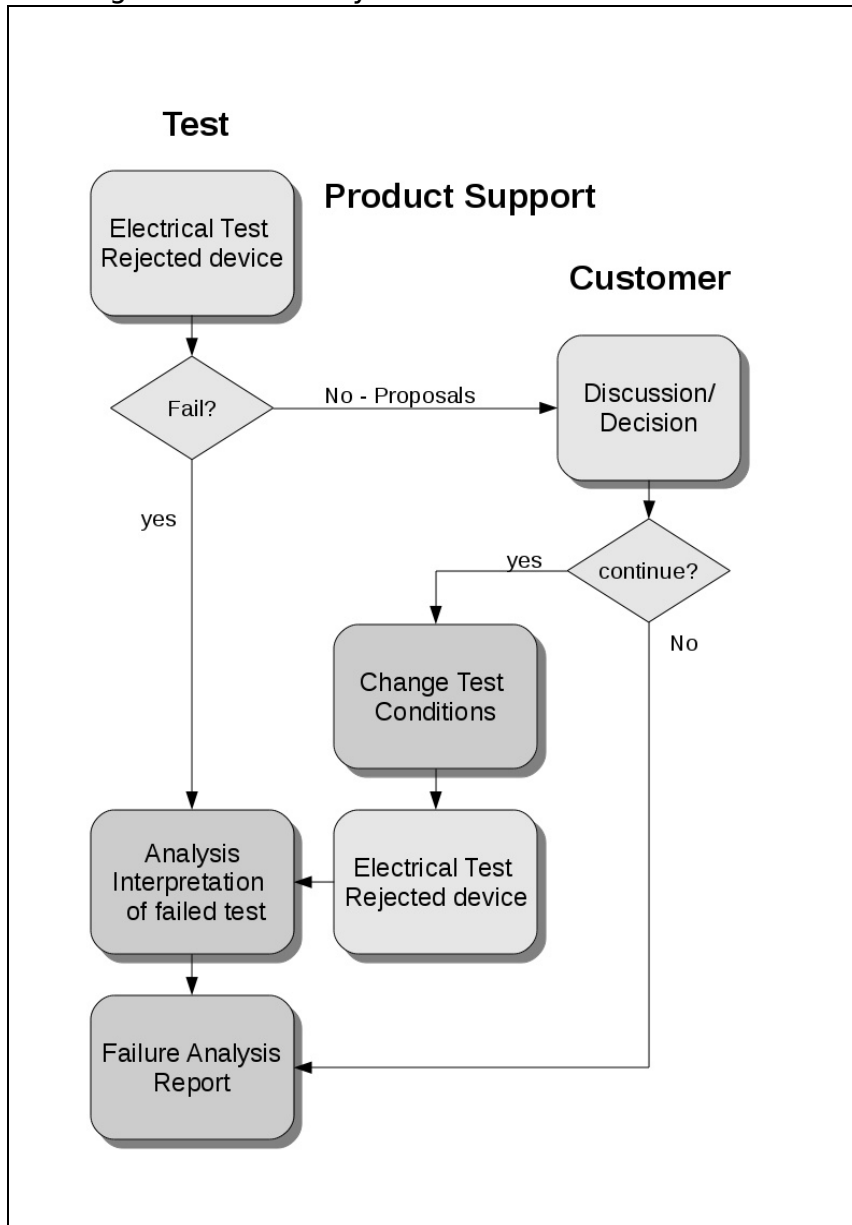 Test
Product Support
Customer
Electrical Test
Rejected device
Fail?
No - Proposals
Discussion/
Decision
yes
continue?
yes
No
Change Test
Conditions
Analysis
Interpretation
of failed test
Electrical Test
Rejected device
Failure Analysis
Report